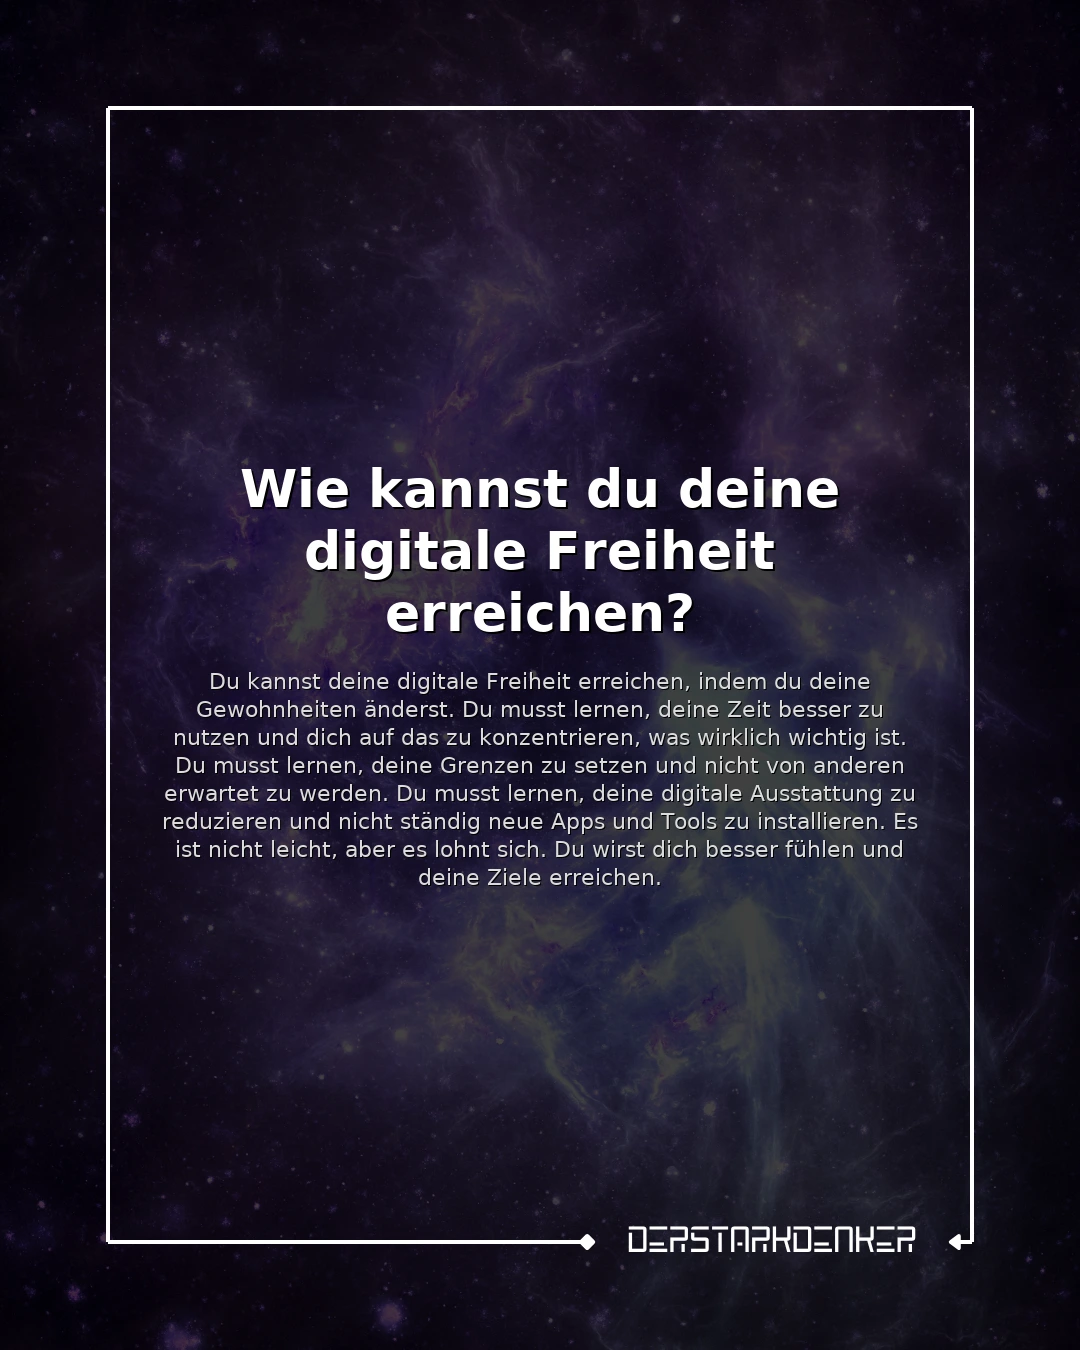 Wie kannst du deine
digitale Freiheit
erreichen?
Du kannst deine digitale Freiheit erreichen, indem du deine
Gewohnheiten änderst. Du musst lernen, deine Zeit besser zu
nutzen und dich auf das zu konzentrieren, was wirklich wichtig ist.
Du musst lernen, deine Grenzen zu setzen und nicht von anderen
erwartet zu werden. Du musst lernen, deine digitale Ausstattung zu
reduzieren und nicht ständig neue Apps und Tools zu installieren. Es
ist nicht leicht, aber es lohnt sich. Du wirst dich besser fühlen und
deine Ziele erreichen.
DERSTARKDENKER